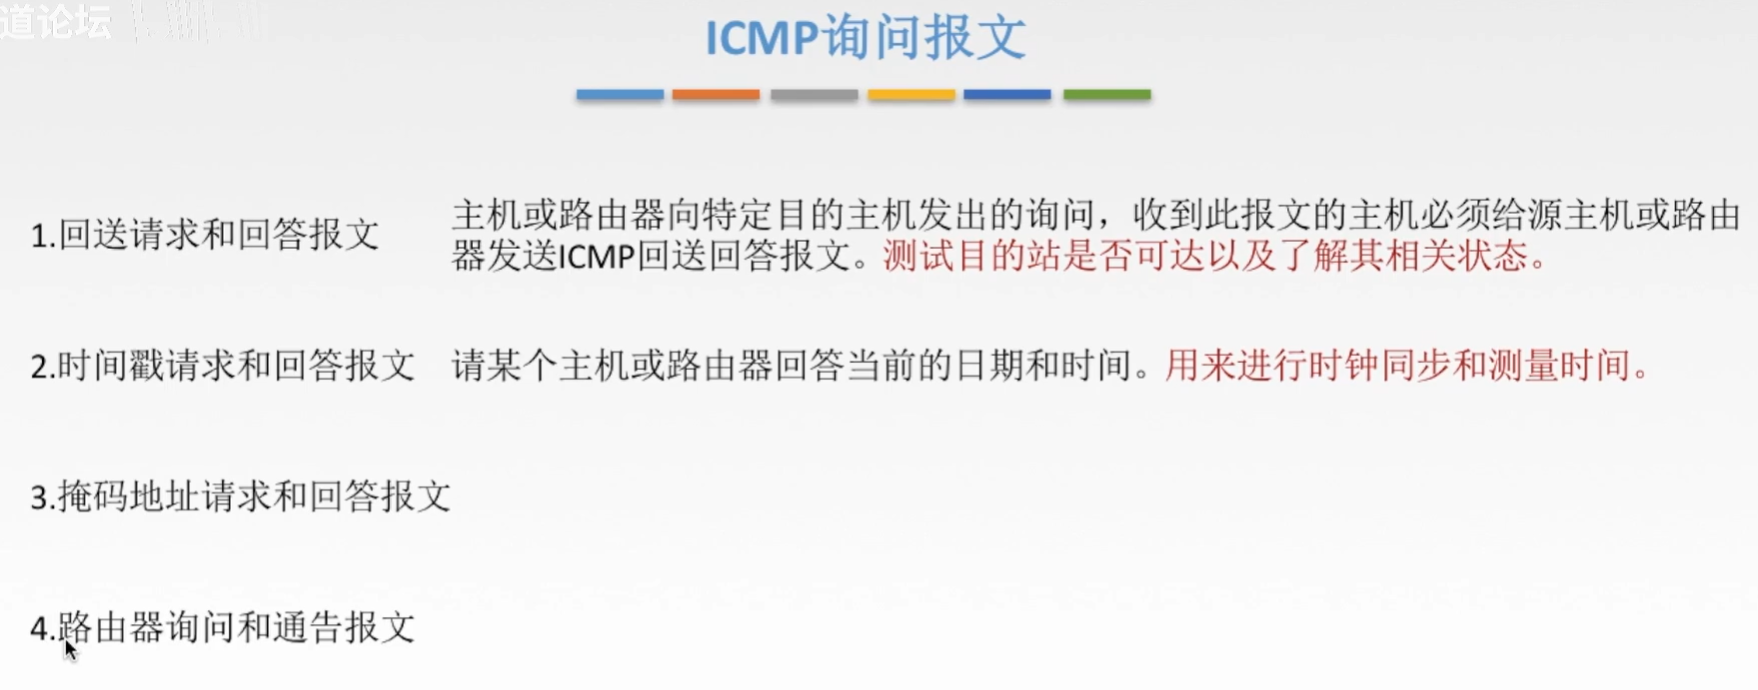 道论坛
ICMP询问报文
1.回送请求和回答报文
主机或路由器向特定目的主机发出的询问，收到此报文的主机必须给源主机或路由
器发送ICMP回送回答报文。测试目的站是否可达以及了解其相关状态。
2.时间戳请求和回答报文
请某个主机或路由器回答当前的日期和时间。用来进行时钟同步和测量时间。
3.掩码地址请求和回答报文
4.路由器询问和通告报文